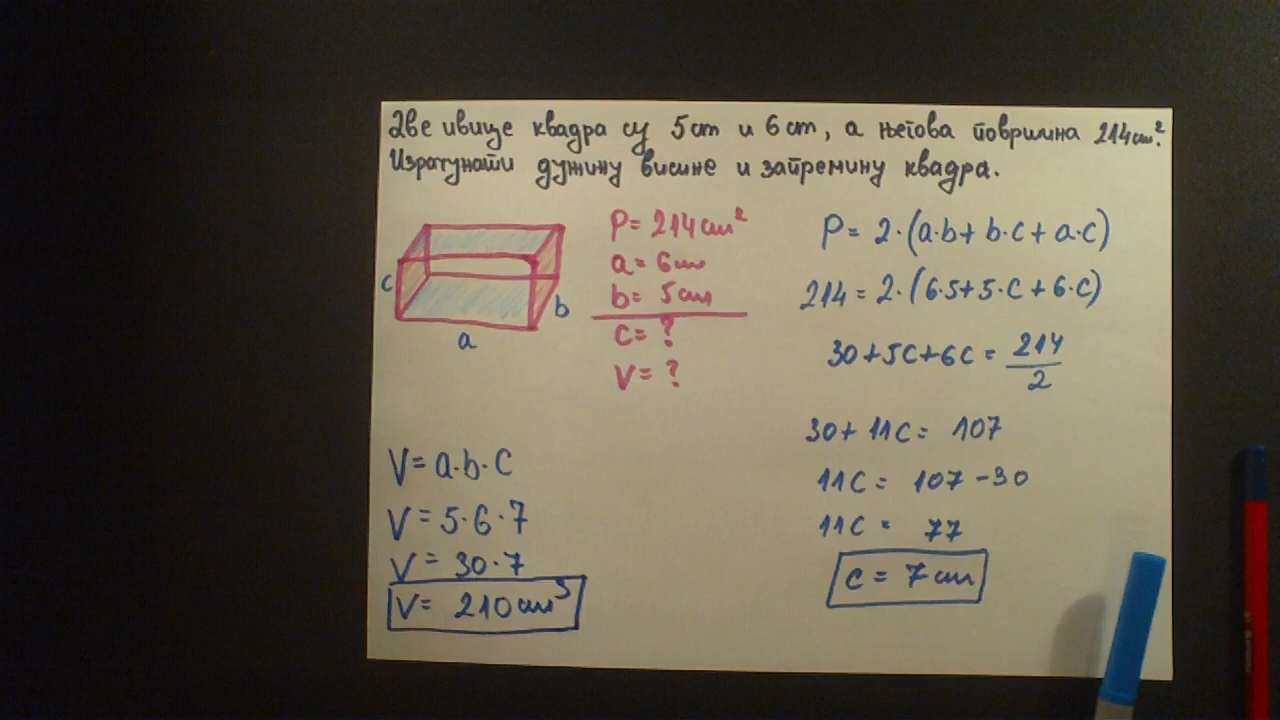 Две ивице квадра су 5cm и 6cm, а његова површина 214cm².
Израчунати дужину висине и запремину квадра.
c
b
a
P = 214cm²
a = 6cm
b = 5cm
c = ?
V = ?
P = 2·(a·b + b·c + a·c)
214 = 2·(6·5 + 5·c + 6·c)
30 + 5c + 6c = 214/2
30 + 11c = 107
11c = 107 - 30
11c = 77
c = 7cm
V = a·b·c
V = 5·6·7
V = 30·7
V = 210cm³